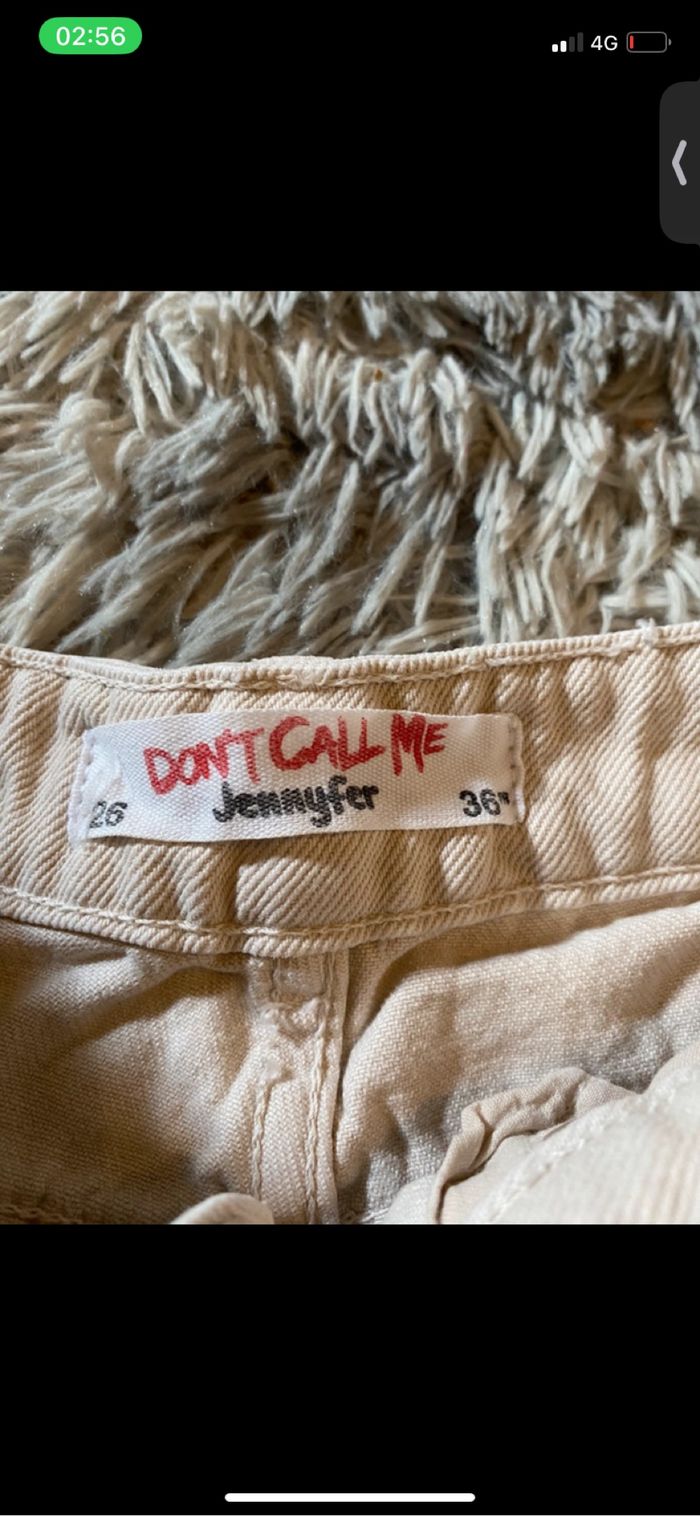 02:56
4G
DON'T CALL ME
Jennyfer
26
36"